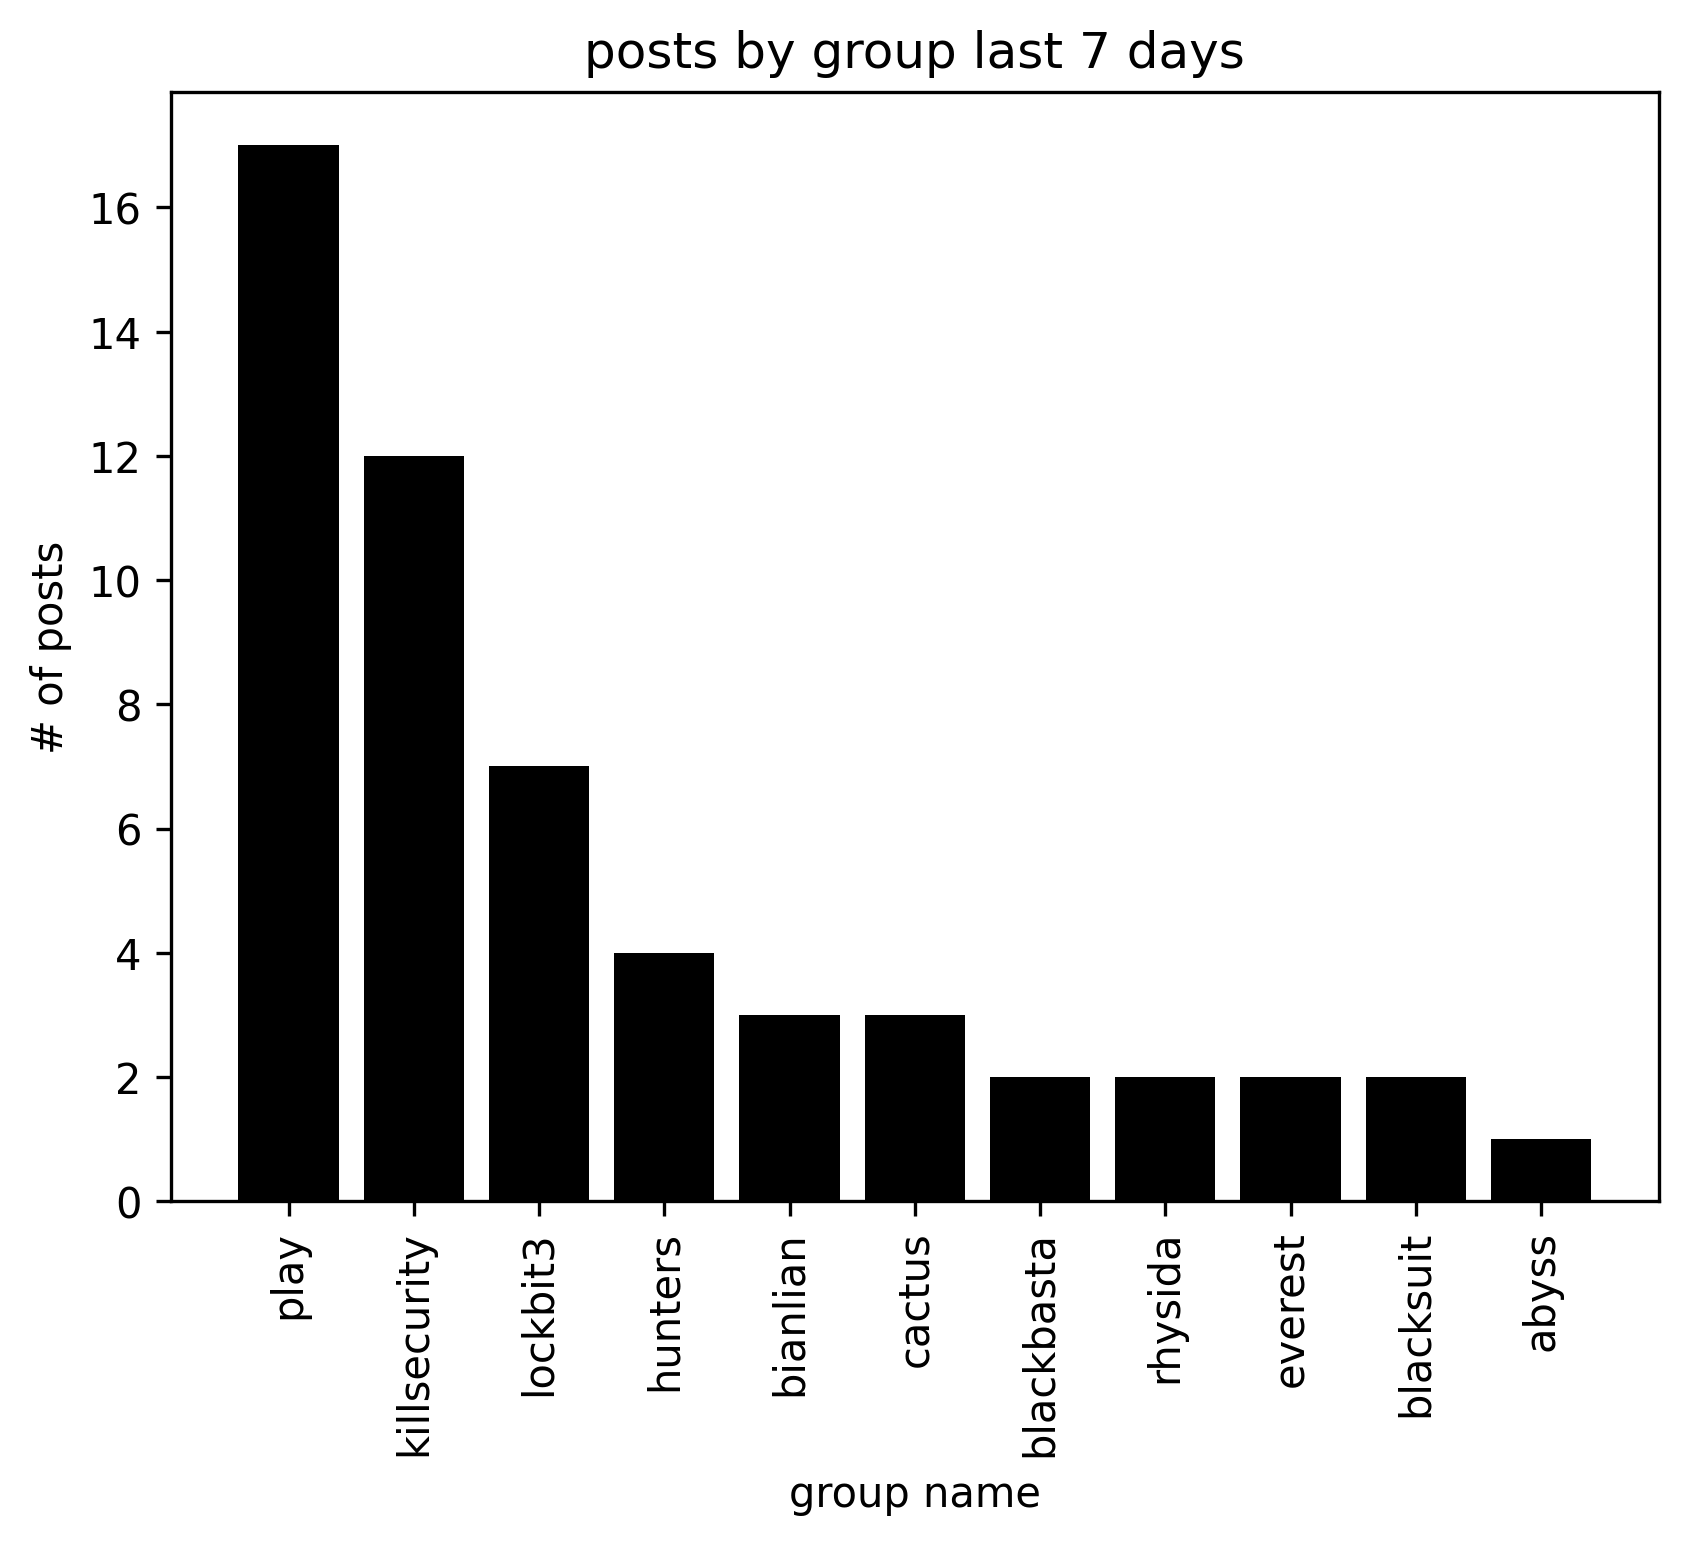 posts by group last 7 days
16
14
12
10
8
6
4
2
0
# of posts
play
killsecurity
lockbit3
hunters
bianlian
cactus
blackbasta
rhysida
everest
blacksuit
abyss
group name